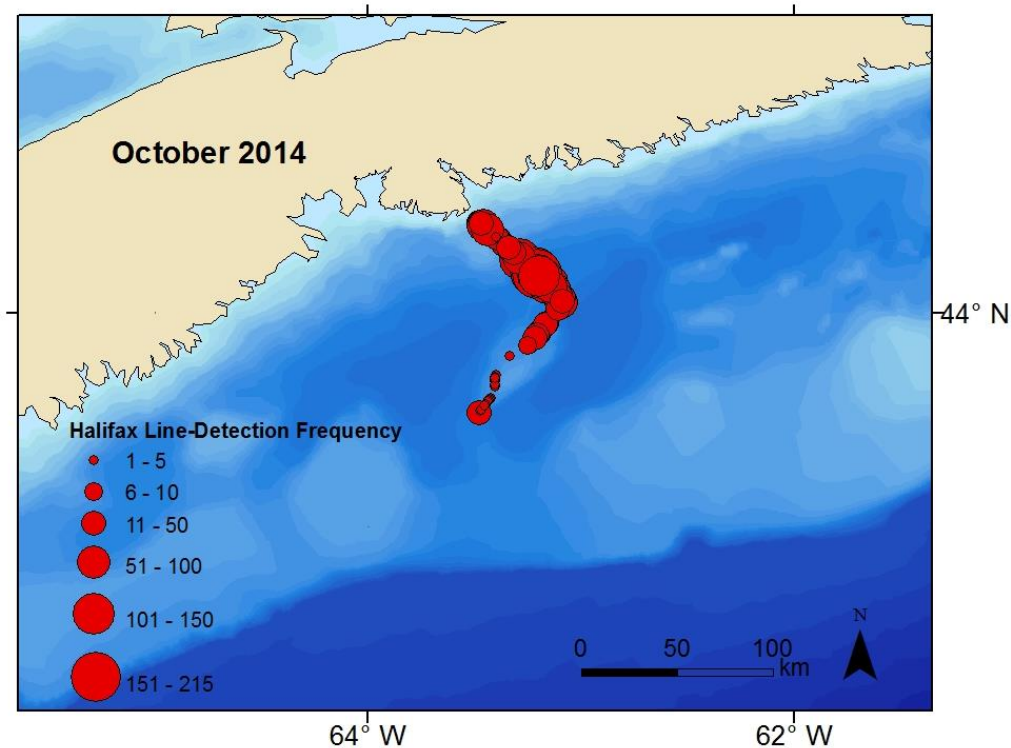 October 2014
44° N
Halifax Line-Detection Frequency
1 - 5
6 - 10
11 - 50
51 - 100
101 - 150
151 - 215
N
0 50 100
km
64° W 62° W